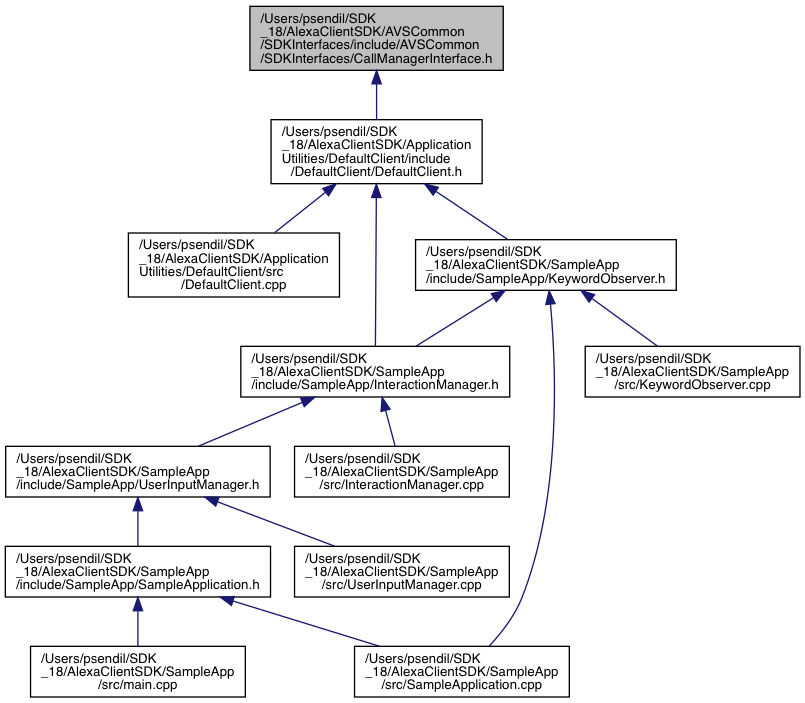 /Users/psendil/SDK
_18/AlexaClientSDK/AVSCommon
/SDKInterfaces/include/AVSCommon
/SDKInterfaces/CallManagerInterface.h
/Users/psendil/SDK
_18/AlexaClientSDK/Application
Utilities/DefaultClient/include
/DefaultClient/DefaultClient.h
/Users/psendil/SDK
_18/AlexaClientSDK/Application
Utilities/DefaultClient/src
/DefaultClient.cpp
/Users/psendil/SDK
_18/AlexaClientSDK/SampleApp
/include/SampleApp/KeywordObserver.h
/Users/psendil/SDK
_18/AlexaClientSDK/SampleApp
/include/SampleApp/InteractionManager.h
/Users/psendil/SDK
_18/AlexaClientSDK/SampleApp
/src/KeywordObserver.cpp
/Users/psendil/SDK
_18/AlexaClientSDK/SampleApp
/include/SampleApp/UserInputManager.h
/Users/psendil/SDK
_18/AlexaClientSDK/SampleApp
/src/InteractionManager.cpp
/Users/psendil/SDK
_18/AlexaClientSDK/SampleApp
/include/SampleApp/SampleApplication.h
/Users/psendil/SDK
_18/AlexaClientSDK/SampleApp
/src/UserInputManager.cpp
/Users/psendil/SDK
_18/AlexaClientSDK/SampleApp
/src/main.cpp
/Users/psendil/SDK
_18/AlexaClientSDK/SampleApp
/src/SampleApplication.cpp